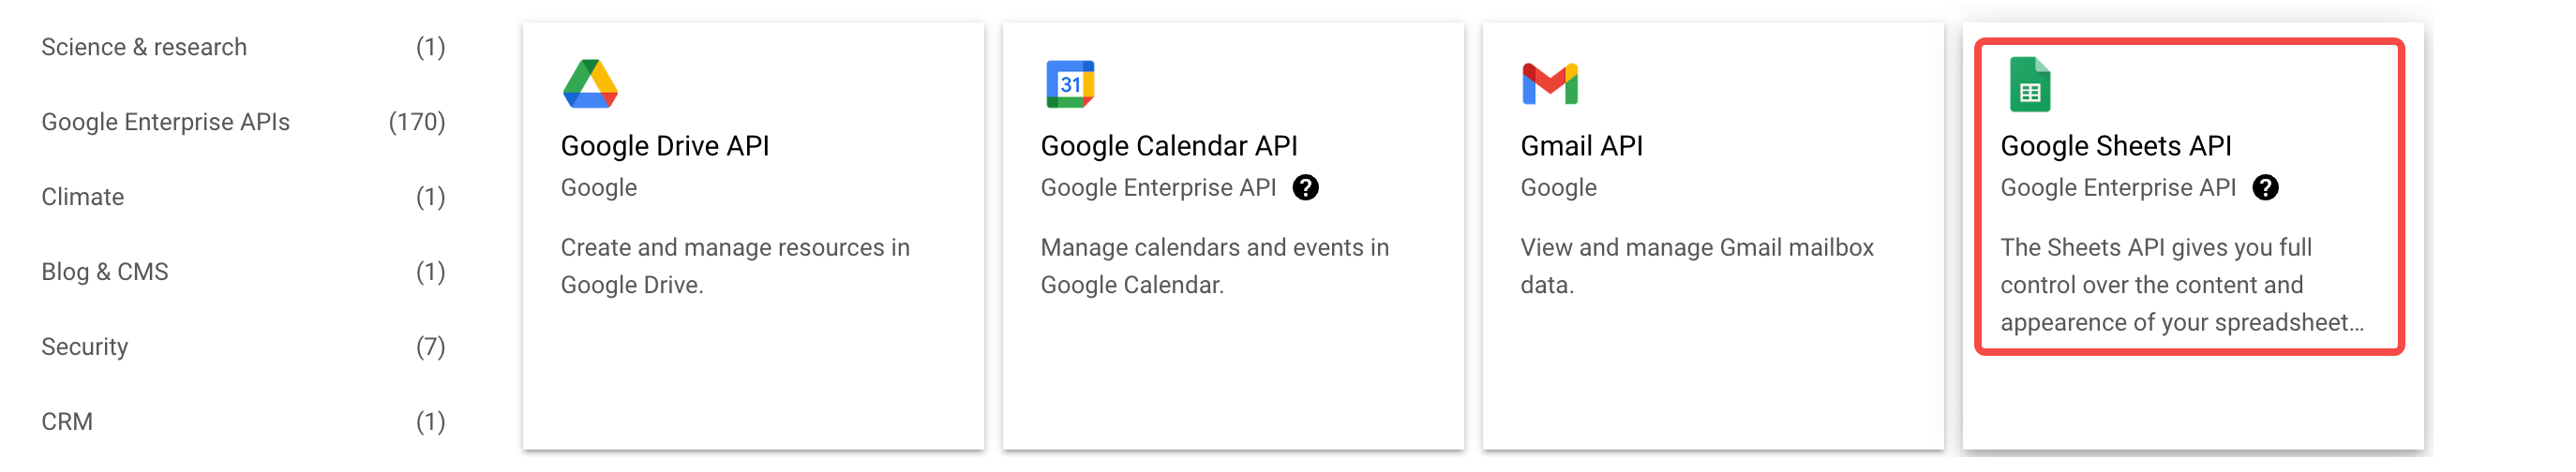 Science & research (1)
Google Enterprise APIs (170)
Climate (1)
Blog & CMS (1)
Security (7)
CRM (1)
Google Drive API
Google
Create and manage resources in
Google Drive.
31
Google Calendar API
Google Enterprise API ?
Manage calendars and events in
Google Calendar.
Gmail API
Google
View and manage Gmail mailbox
data.
Google Sheets API
Google Enterprise API ?
The Sheets API gives you full
control over the content and
appearence of your spreadsheet...